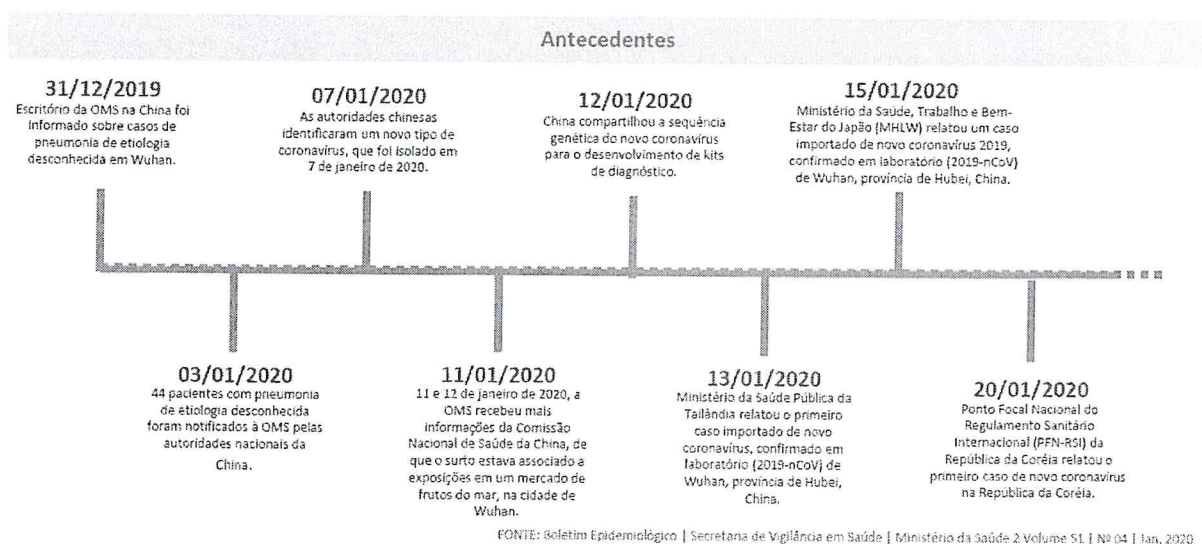 Antecedentes
31/12/2019
Escritório da OMS na China foi
informado sobre casos de
pneumonia de etiologia
desconhecida em Wuhan.
07/01/2020
As autoridades chinesas
identificaram um novo tipo de
coronavírus, que foi isolado em
7 de janeiro de 2020.
12/01/2020
China compartilhou a sequência
genética do novo coronavírus
para o desenvolvimento de kits
de diagnóstico.
15/01/2020
Ministério da Saúde, Trabalho e Bem-
Estar do Japão (MHLW) relatou um caso
importado de novo coronavírus 2019,
confirmado em laboratório (2019-nCoV)
de Wuhan, província de Hubei, China.
03/01/2020
44 pacientes com pneumonia
de etiologia desconhecida
foram notificados à OMS pelas
autoridades nacionais da
China.
11/01/2020
11 e 12 de janeiro de 2020, a
OMS recebeu mais
informações da Comissão
Nacional de Saúde da China, de
que o surto estava associado a
exposições em um mercado de
frutos do mar, na cidade de
Wuhan.
13/01/2020
Ministério da Saúde Pública da
Tailândia relatou o primeiro
caso importado de novo
coronavírus, confirmado em
laboratório (2019-nCoV) de
Wuhan, província de Hubei,
China.
20/01/2020
Ponto Focal Nacional do
Regulamento Sanitário
Internacional (PFN-RSI) da
República da Coréia relatou o
primeiro caso de novo coronavírus
na República da Coréia.
FONTE: Boletim Epidemiológico | Secretaria de Vigilância em Saúde | Ministério da Saúde 2 Volume 51 | Nº 04 | Jan. 2020